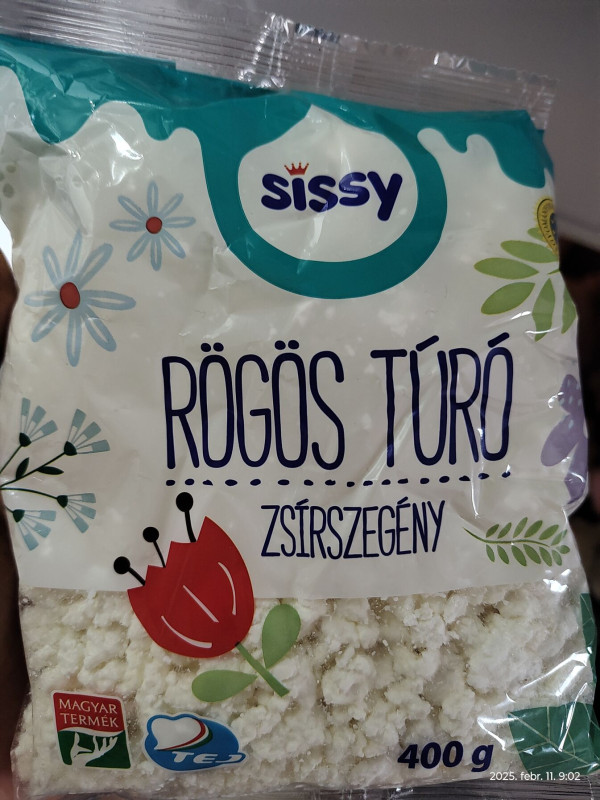 sissy
RÖGÖS TÚRÓ
ZSÍRSZEGÉNY
MAGYAR
TERMÉK
TEJ
400 g
2025. febr. 11. 9:02